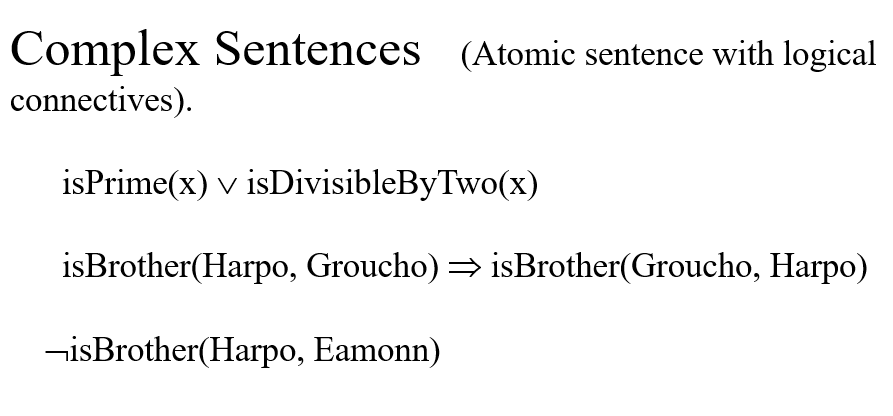 Complex Sentences (Atomic sentence with logical
connectives).
isPrime(x) ∨ isDivisibleByTwo(x)
isBrother(Harpo, Groucho) ⇒ isBrother(Groucho, Harpo)
¬isBrother(Harpo, Eamonn)